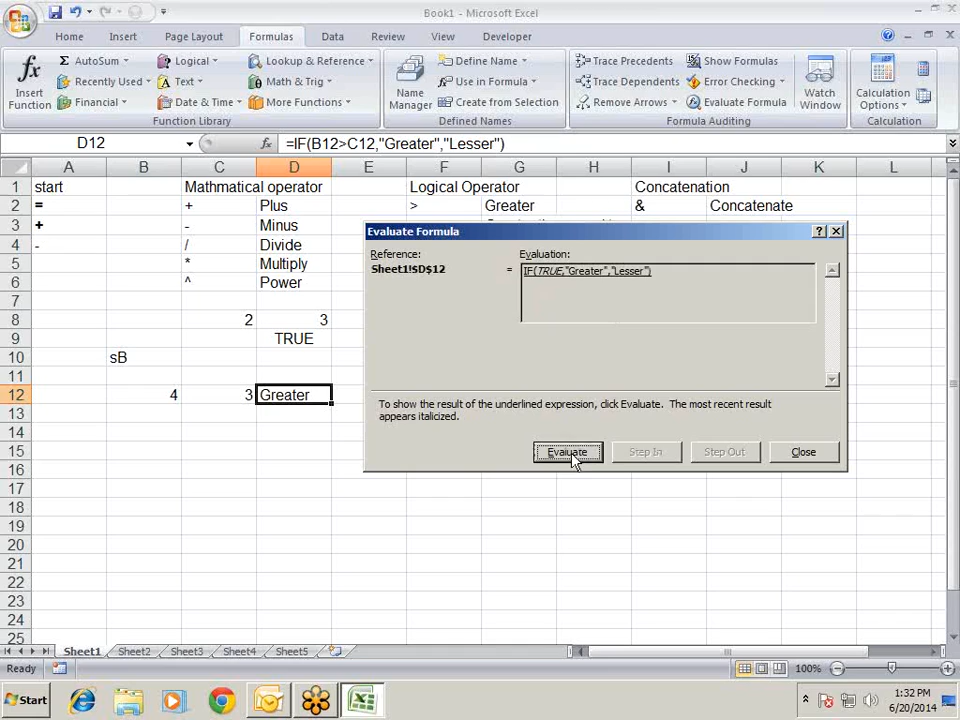 Book1 - Microsoft Excel
Home Insert Page Layout Formulas Data Review View Developer
Insert Function
AutoSum
Recently Used
Financial
Logical
Text
Date & Time
Lookup & Reference
Math & Trig
More Functions
Function Library
Name Manager
Define Name
Use in Formula
Create from Selection
Defined Names
Trace Precedents
Trace Dependents
Remove Arrows
Show Formulas
Error Checking
Evaluate Formula
Formula Auditing
Watch Window
Calculation Options
Calculation
D12 fx =IF(B12>C12,"Greater","Lesser")
A B C D E F G H I J K L
1 start Mathmatical operator Logical Operator Concatenation
2 = + Plus > Greater & Concatenate
3 + - Minus
4 - / Divide
5 * Multiply
6 ^ Power
7
8 2 3
9 TRUE
10 sB
11
12 4 3 Greater
13
14
15
16
17
18
19
20
21
22
23
24
25
Evaluate Formula
Reference:
Sheet1!$D$12
Evaluation:
= IF(TRUE,"Greater","Lesser")
To show the result of the underlined expression, click Evaluate. The most recent result
appears italicized.
Evaluate Step In Step Out Close
Sheet1 Sheet2 Sheet3 Sheet4 Sheet5
Ready 100%
Start
1:32 PM
6/20/2014